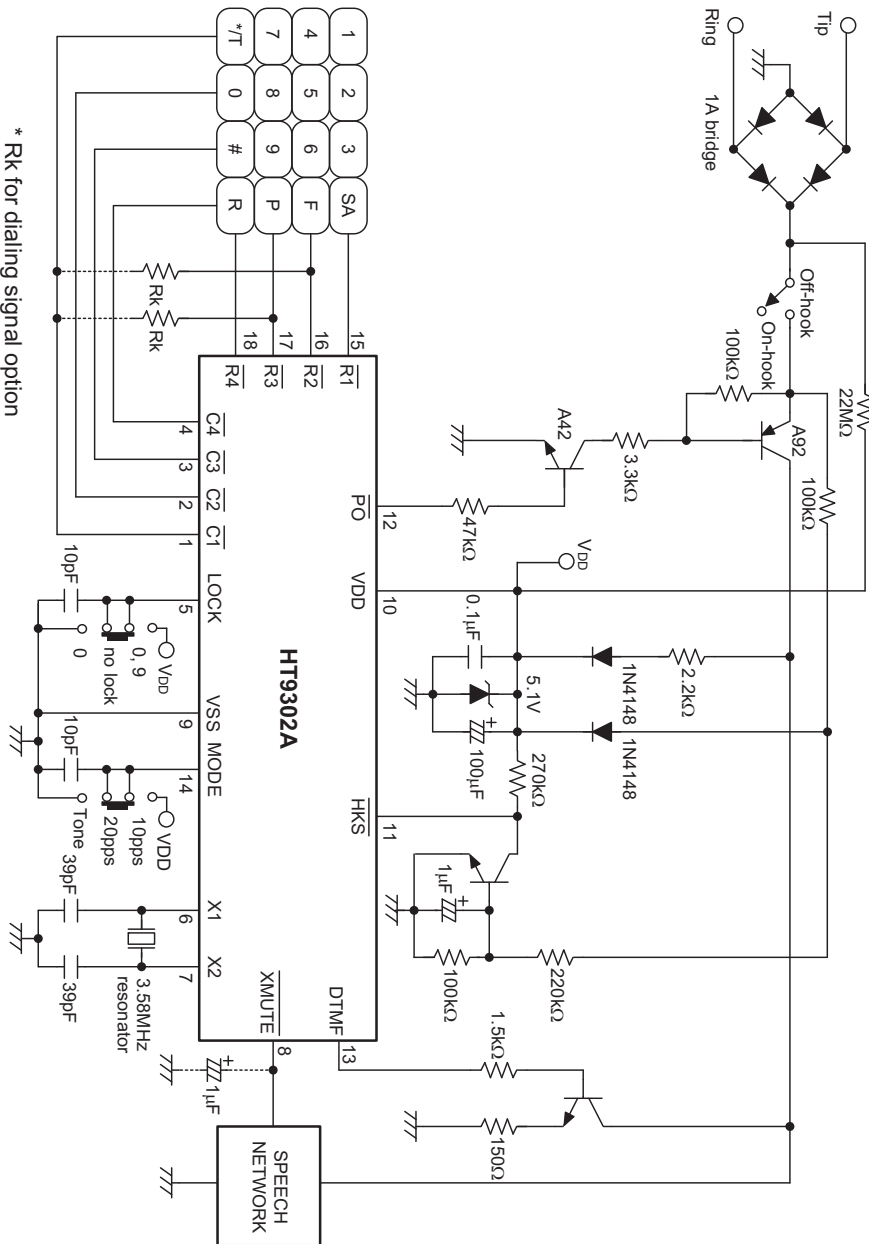 Tip
Ring
1A bridge
Off-hook
On-hook
22MΩ
100kΩ
A92
100kΩ
3.3kΩ
A42
47kΩ
VDD
2.2kΩ
1N4148
1N4148
0.1μF
5.1V
100μF
+
270kΩ
1μF
+
100kΩ
220kΩ
1.5kΩ
150Ω
1 2 3 SA
4 5 6 F
7 8 9 P
*/T 0 # R
Rk
Rk
15 16 17 18
R1 R2 R3 R4
12 PO
10 VDD
11 HKS
13 DTMF
HT9302A
C4 C3 C2 C1
4 3 2 1
LOCK
5
VSS
9
MODE
14
X1
6
X2
7
XMUTE
8
10pF
VDD
0, 9
no lock
0
10pF
VDD
10pps
20pps
Tone
39pF
39pF
3.58MHz
resonator
+
1μF
SPEECH
NETWORK
* Rk for dialing signal option